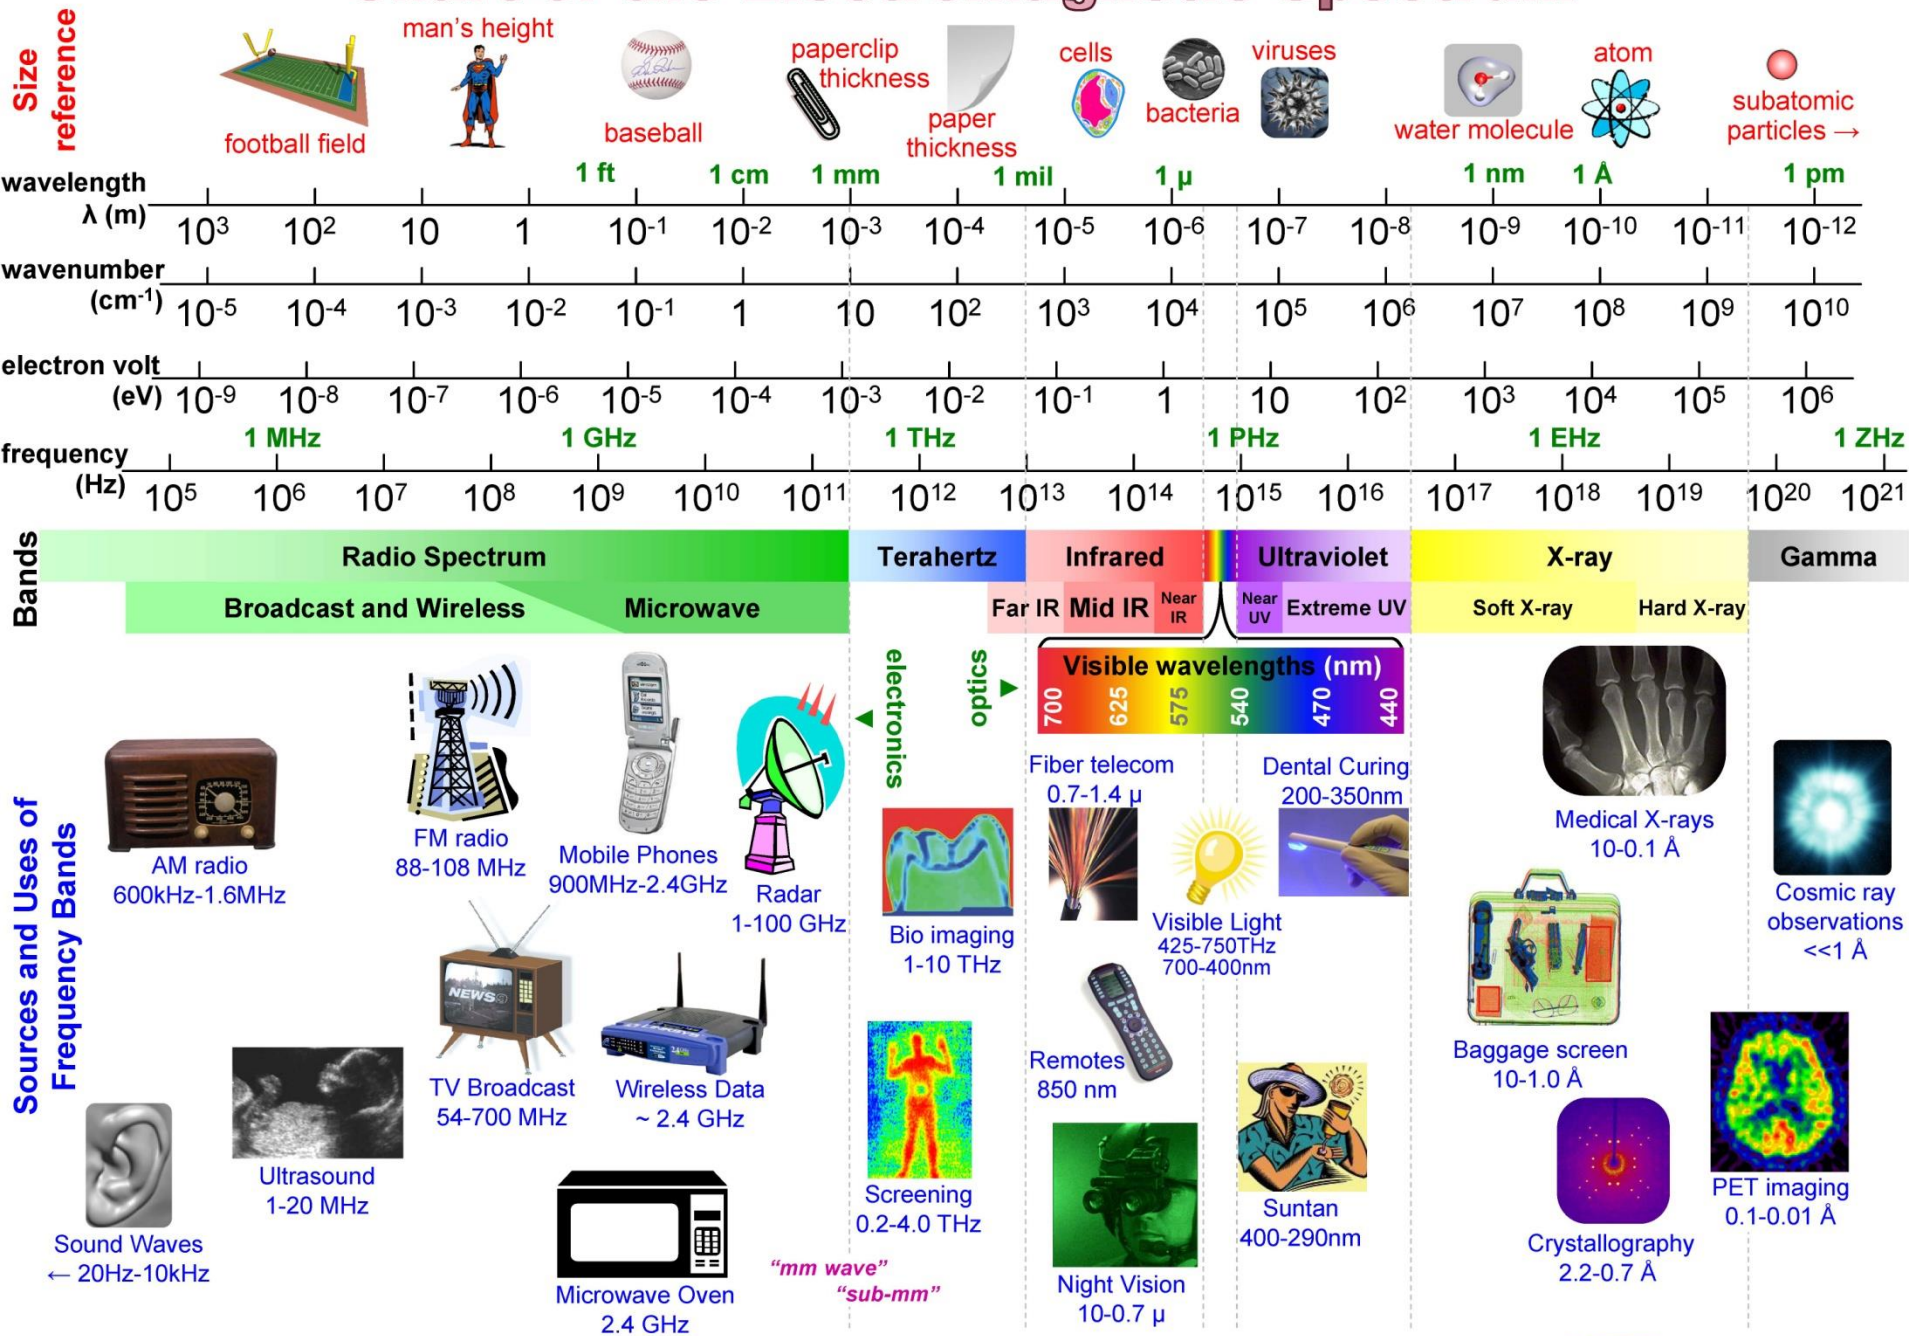 Chart of the Electromagnetic Spectrum
Size
reference
football field
man's height
baseball
paperclip
thickness
paper
thickness
cells
bacteria
viruses
water molecule
atom
subatomic
particles →
1 ft 1 cm 1 mm 1 mil 1 µ 1 nm 1 Å 1 pm
wavelength
λ (m)
10³ 10² 10 1 10⁻¹ 10⁻² 10⁻³ 10⁻⁴ 10⁻⁵ 10⁻⁶ 10⁻⁷ 10⁻⁸ 10⁻⁹ 10⁻¹⁰ 10⁻¹¹ 10⁻¹²
wavenumber
(cm⁻¹)
10⁻⁵ 10⁻⁴ 10⁻³ 10⁻² 10⁻¹ 1 10 10² 10³ 10⁴ 10⁵ 10⁶ 10⁷ 10⁸ 10⁹ 10¹⁰
electron volt
(eV)
10⁻⁹ 10⁻⁸ 10⁻⁷ 10⁻⁶ 10⁻⁵ 10⁻⁴ 10⁻³ 10⁻² 10⁻¹ 1 10 10² 10³ 10⁴ 10⁵ 10⁶
1 MHz 1 GHz 1 THz 1 PHz 1 EHz 1 ZHz
frequency
(Hz)
10⁵ 10⁶ 10⁷ 10⁸ 10⁹ 10¹⁰ 10¹¹ 10¹² 10¹³ 10¹⁴ 10¹⁵ 10¹⁶ 10¹⁷ 10¹⁸ 10¹⁹ 10²⁰ 10²¹
Bands
Radio Spectrum Terahertz Infrared Ultraviolet X-ray Gamma
Broadcast and Wireless Microwave
Far IR Mid IR
Near
IR
Near
UV
Extreme UV
Soft X-ray Hard X-ray
electronics
optics
Visible wavelengths (nm)
700 625 575 540 470 440
Sources and Uses of
Frequency Bands
AM radio
600kHz-1.6MHz
FM radio
88-108 MHz
Mobile Phones
900MHz-2.4GHz
Radar
1-100 GHz
Bio imaging
1-10 THz
Fiber telecom
0.7-1.4 µ
Visible Light
425-750THz
700-400nm
Dental Curing
200-350nm
Medical X-rays
10-0.1 Å
Cosmic ray
observations
<<1 Å
Sound Waves
← 20Hz-10kHz
Ultrasound
1-20 MHz
NEWS9
TV Broadcast
54-700 MHz
Wireless Data
~ 2.4 GHz
Microwave Oven
2.4 GHz
Screening
0.2-4.0 THz
"mm wave"
"sub-mm"
Remotes
850 nm
Night Vision
10-0.7 µ
Suntan
400-290nm
Baggage screen
10-1.0 Å
Crystallography
2.2-0.7 Å
PET imaging
0.1-0.01 Å